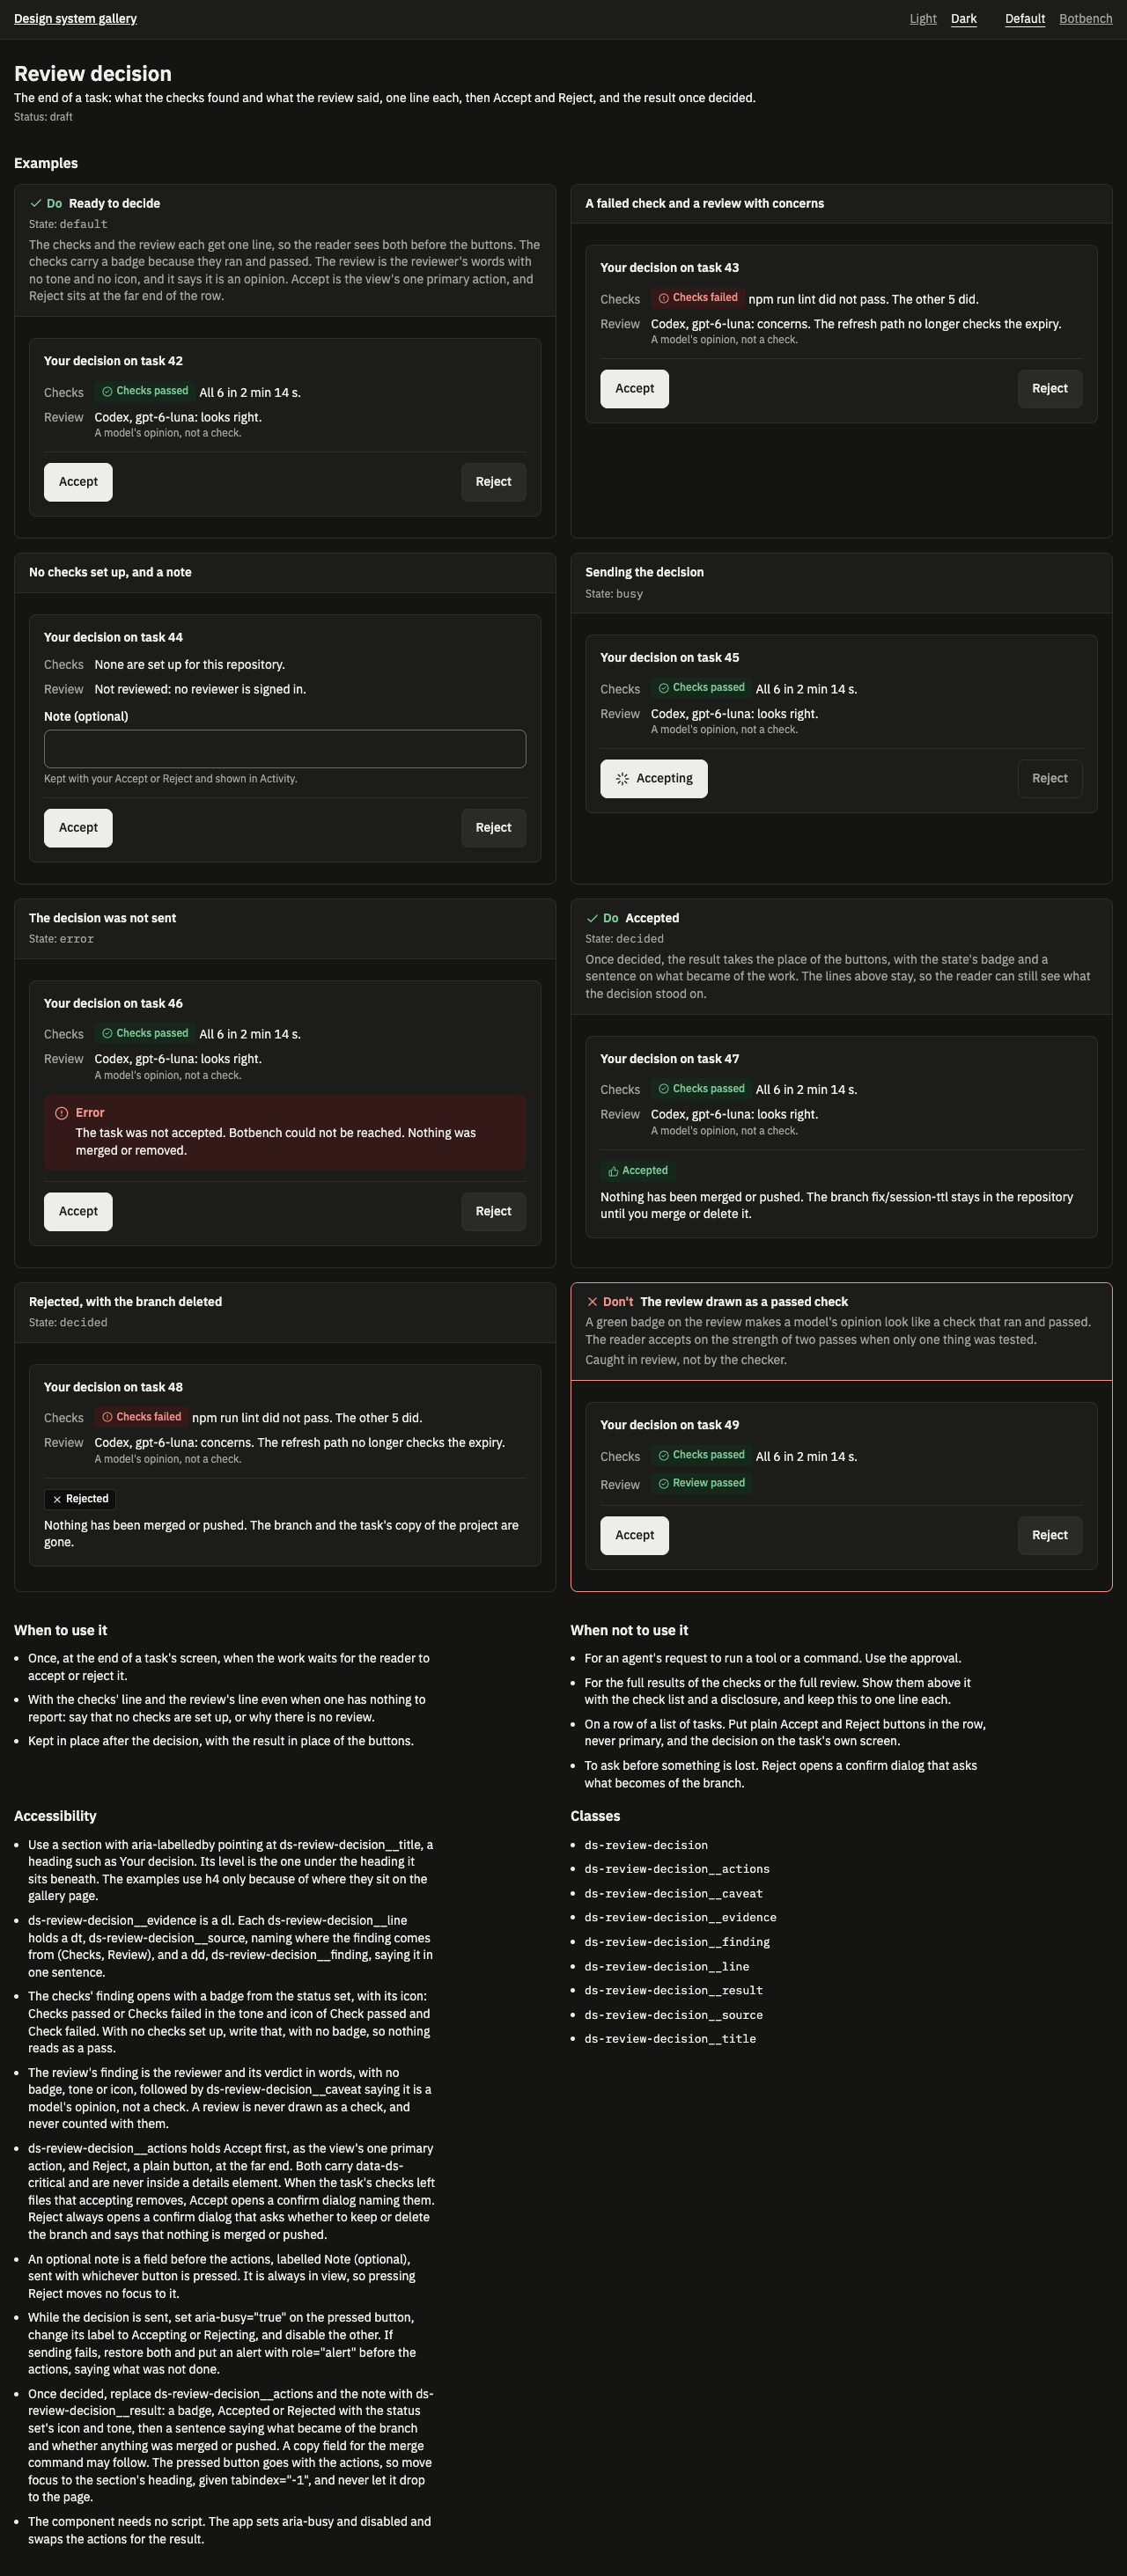 Design system gallery
Light Dark Default Botbench
Review decision
The end of a task: what the checks found and what the review said, one line each, then Accept and Reject, and the result once decided.
Status: draft
Examples
Do Ready to decide
State: default
The checks and the review each get one line, so the reader sees both before the buttons. The
checks carry a badge because they ran and passed. The review is the reviewer's words with
no tone and no icon, and it says it is an opinion. Accept is the view's one primary action, and
Reject sits at the far end of the row.
Your decision on task 42
Checks Checks passed All 6 in 2 min 14 s.
Review Codex, gpt-6-luna: looks right.
A model's opinion, not a check.
Accept Reject
A failed check and a review with concerns
Your decision on task 43
Checks Checks failed npm run lint did not pass. The other 5 did.
Review Codex, gpt-6-luna: concerns. The refresh path no longer checks the expiry.
A model's opinion, not a check.
Accept Reject
No checks set up, and a note
Your decision on task 44
Checks None are set up for this repository.
Review Not reviewed: no reviewer is signed in.
Note (optional)
Kept with your Accept or Reject and shown in Activity.
Accept Reject
Sending the decision
State: busy
Your decision on task 45
Checks Checks passed All 6 in 2 min 14 s.
Review Codex, gpt-6-luna: looks right.
A model's opinion, not a check.
Accepting Reject
The decision was not sent
State: error
Your decision on task 46
Checks Checks passed All 6 in 2 min 14 s.
Review Codex, gpt-6-luna: looks right.
A model's opinion, not a check.
Error
The task was not accepted. Botbench could not be reached. Nothing was
merged or removed.
Accept Reject
Do Accepted
State: decided
Once decided, the result takes the place of the buttons, with the state's badge and a
sentence on what became of the work. The lines above stay, so the reader can still see what
the decision stood on.
Your decision on task 47
Checks Checks passed All 6 in 2 min 14 s.
Review Codex, gpt-6-luna: looks right.
A model's opinion, not a check.
Accepted
Nothing has been merged or pushed. The branch fix/session-ttl stays in the repository
until you merge or delete it.
Rejected, with the branch deleted
State: decided
Your decision on task 48
Checks Checks failed npm run lint did not pass. The other 5 did.
Review Codex, gpt-6-luna: concerns. The refresh path no longer checks the expiry.
A model's opinion, not a check.
Rejected
Nothing has been merged or pushed. The branch and the task's copy of the project are
gone.
Don't The review drawn as a passed check
A green badge on the review makes a model's opinion look like a check that ran and passed.
The reader accepts on the strength of two passes when only one thing was tested.
Caught in review, not by the checker.
Your decision on task 49
Checks Checks passed All 6 in 2 min 14 s.
Review Review passed
Accept Reject
When to use it
Once, at the end of a task's screen, when the work waits for the reader to
accept or reject it.
With the checks' line and the review's line even when one has nothing to
report: say that no checks are set up, or why there is no review.
Kept in place after the decision, with the result in place of the buttons.
When not to use it
For an agent's request to run a tool or a command. Use the approval.
For the full results of the checks or the full review. Show them above it
with the check list and a disclosure, and keep this to one line each.
On a row of a list of tasks. Put plain Accept and Reject buttons in the row,
never primary, and the decision on the task's own screen.
To ask before something is lost. Reject opens a confirm dialog that asks
what becomes of the branch.
Accessibility
Use a section with aria-labelledby pointing at ds-review-decision__title, a
heading such as Your decision. Its level is the one under the heading it
sits beneath. The examples use h4 only because of where they sit on the
gallery page.
ds-review-decision__evidence is a dl. Each ds-review-decision__line
holds a dt, ds-review-decision__source, naming where the finding comes
from (Checks, Review), and a dd, ds-review-decision__finding, saying it in
one sentence.
The checks' finding opens with a badge from the status set, with its icon:
Checks passed or Checks failed in the tone and icon of Check passed and
Check failed. With no checks set up, write that, with no badge, so nothing
reads as a pass.
The review's finding is the reviewer and its verdict in words, with no
badge, tone or icon, followed by ds-review-decision__caveat saying it is a
model's opinion, not a check. A review is never drawn as a check, and
never counted with them.
ds-review-decision__actions holds Accept first, as the view's one primary
action, and Reject, a plain button, at the far end. Both carry data-ds-
critical and are never inside a details element. When the task's checks left
files that accepting removes, Accept opens a confirm dialog naming them.
Reject always opens a confirm dialog that asks whether to keep or delete
the branch and says that nothing is merged or pushed.
An optional note is a field before the actions, labelled Note (optional),
sent with whichever button is pressed. It is always in view, so pressing
Reject moves no focus to it.
While the decision is sent, set aria-busy="true" on the pressed button,
change its label to Accepting or Rejecting, and disable the other. If
sending fails, restore both and put an alert with role="alert" before the
actions, saying what was not done.
Once decided, replace ds-review-decision__actions and the note with ds-
review-decision__result: a badge, Accepted or Rejected with the status
set's icon and tone, then a sentence saying what became of the branch
and whether anything was merged or pushed. A copy field for the merge
command may follow. The pressed button goes with the actions, so move
focus to the section's heading, given tabindex="-1", and never let it drop
to the page.
The component needs no script. The app sets aria-busy and disabled and
swaps the actions for the result.
Classes
ds-review-decision
ds-review-decision__actions
ds-review-decision__caveat
ds-review-decision__evidence
ds-review-decision__finding
ds-review-decision__line
ds-review-decision__result
ds-review-decision__source
ds-review-decision__title